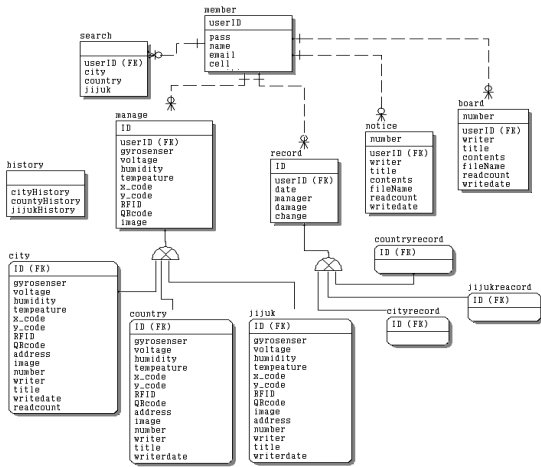 member
userID
pass
name
email
cell
search
userID (FK)
city
country
jijuk
manage
ID
userID (FK)
gyrosenser
voltage
humidity
tempeature
x_code
y_code
RFID
QRcode
image
record
ID
userID (FK)
date
manager
damage
change
notice
number
userID (FK)
writer
title
contents
fileName
readcount
writedate
board
number
userID (FK)
writer
title
contents
fileName
readcount
writedate
history
cityHistory
countyHistory
jijukHistory
city
ID (FK)
gyrosenser
voltage
humidity
tempeature
x_code
y_code
RFID
QRcode
address
image
number
writer
title
writedate
readcount
country
ID (FK)
gyrosenser
voltage
humidity
tempeature
x_code
y_code
RFID
QRcode
address
image
number
writer
title
writerdate
jijuk
ID (FK)
gyrosenser
voltage
humidity
tempeature
x_code
y_code
RFID
QRcode
address
image
number
writer
title
writerdate
countryrecord
ID (FK)
jijukreacord
ID (FK)
cityrecord
ID (FK)